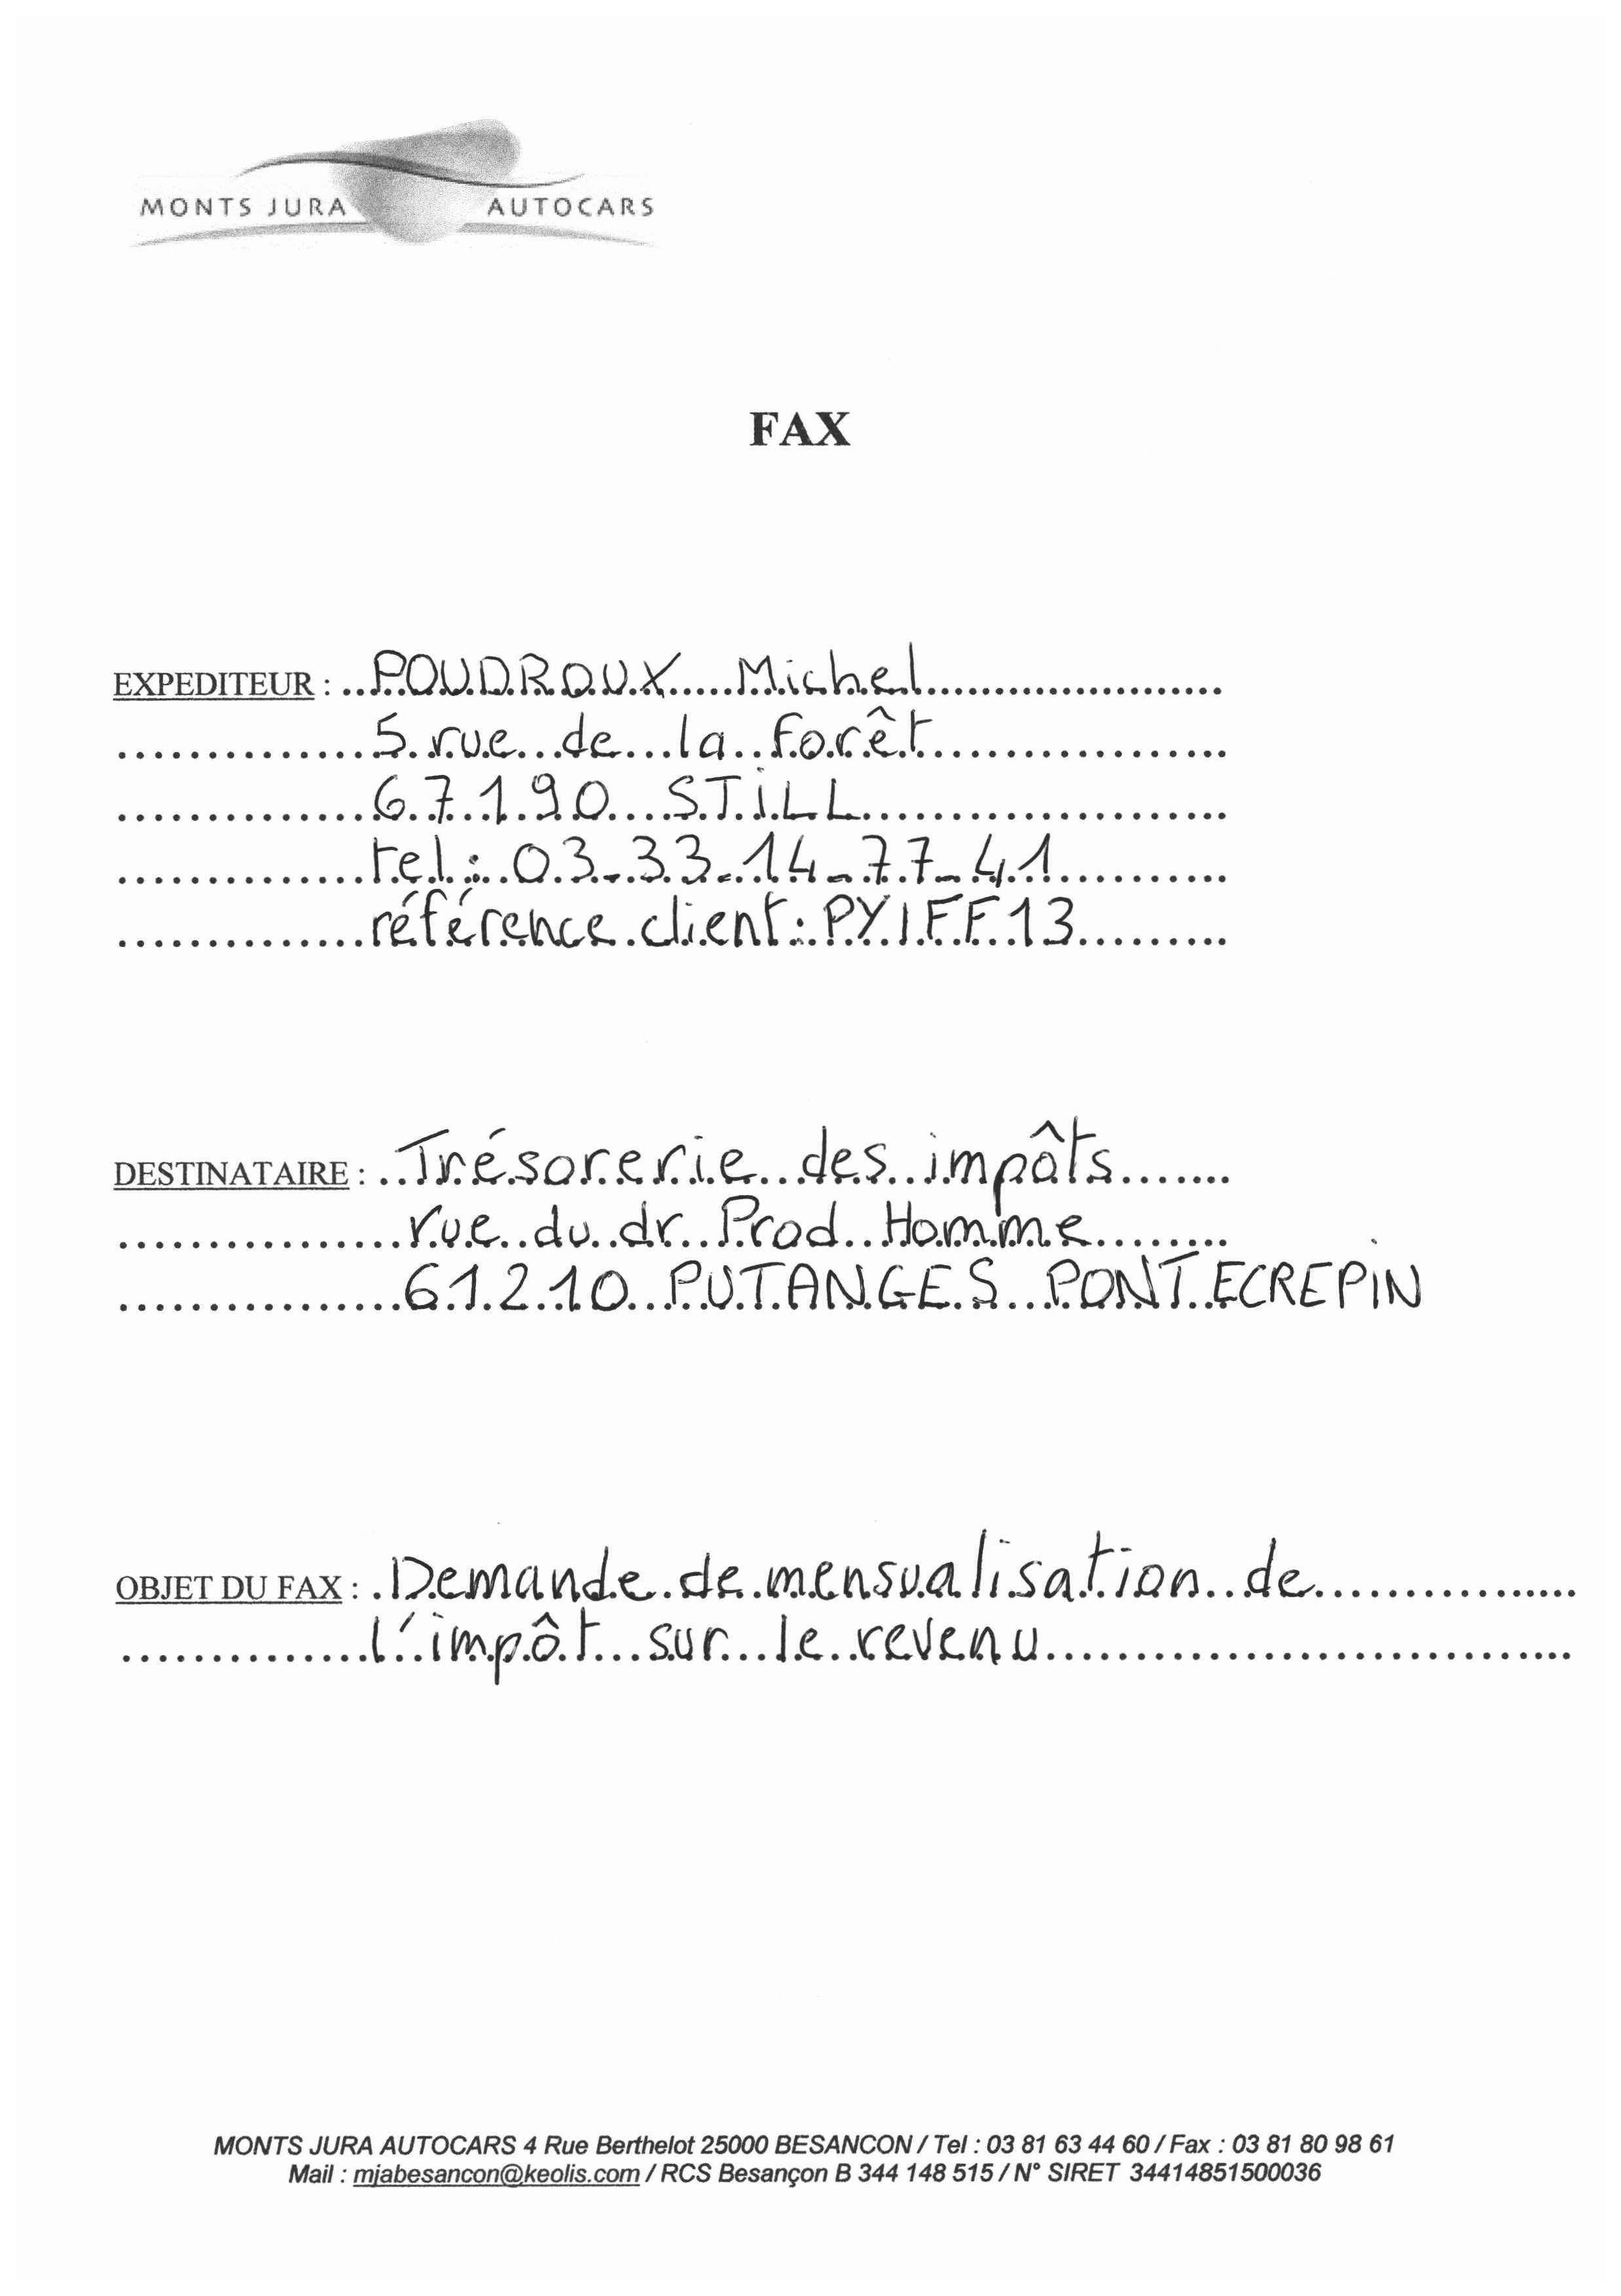 MONTS JURA AUTOCARS
FAX
EXPEDITEUR : POUDROUX Michel
5 rue de la forêt
67190 STILL
tel : 03-33-14-77-41
référence client : PYIFF13
DESTINATAIRE : Trésorerie des impôts
rue du dr Prod Homme
61210 PUTANGES PONT ECREPIN
OBJET DU FAX : Demande de mensualisation de
l'impôt sur le revenu
MONTS JURA AUTOCARS 4 Rue Berthelot 25000 BESANCON / Tel : 03 81 63 44 60 / Fax : 03 81 80 98 61
Mail : mjabesancon@keolis.com / RCS Besançon B 344 148 515 / N° SIRET 34414851500036